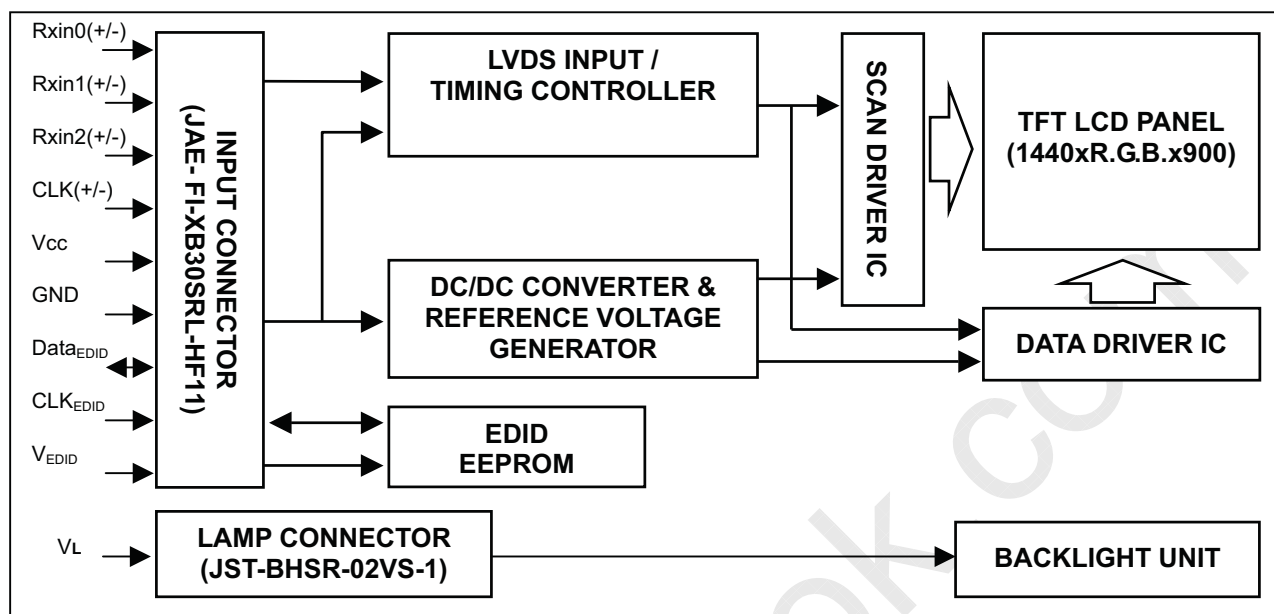 Rxin0(+/-)
Rxin1(+/-)
Rxin2(+/-)
CLK(+/-)
Vcc
GND
DataEDID
CLKEDID
VEDID
VL
INPUT CONNECTOR
(JAE- FI-XB30SRL-HF11)
LVDS INPUT /
TIMING CONTROLLER
DC/DC CONVERTER &
REFERENCE VOLTAGE
GENERATOR
EDID
EEPROM
LAMP CONNECTOR
(JST-BHSR-02VS-1)
SCAN DRIVER IC
TFT LCD PANEL
(1440xR.G.B.x900)
DATA DRIVER IC
BACKLIGHT UNIT
ok com